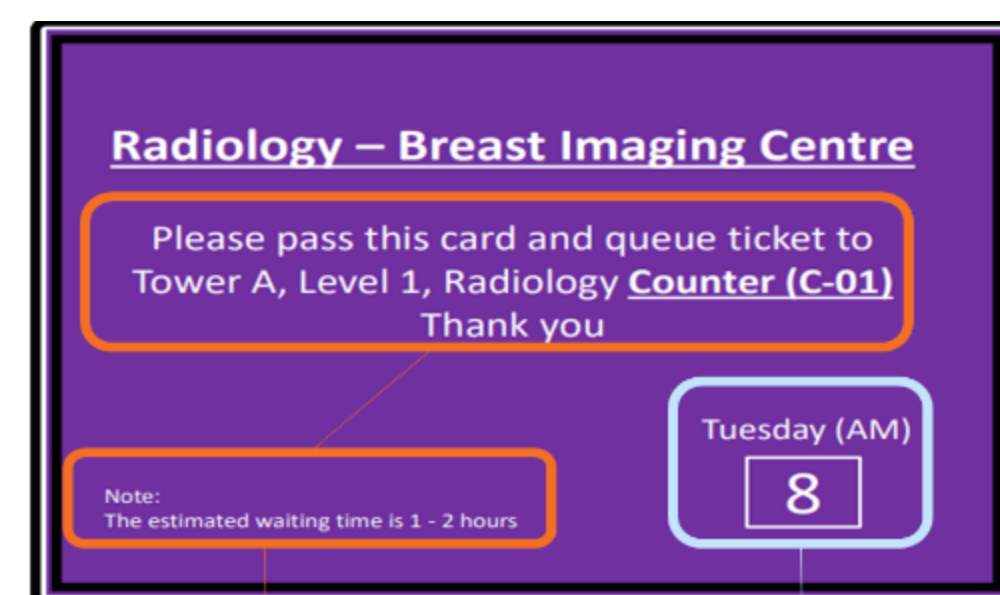 Radiology – Breast Imaging Centre
Please pass this card and queue ticket to
Tower A, Level 1, Radiology Counter (C-01)
Thank you
Tuesday (AM)
8
Note:
The estimated waiting time is 1 - 2 hours